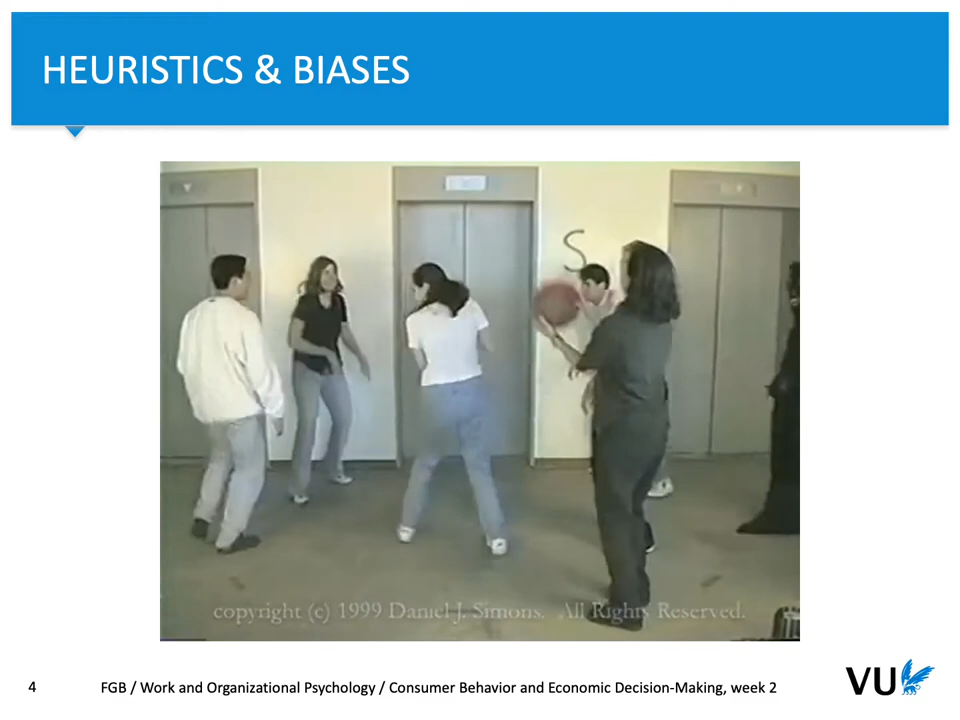 HEURISTICS & BIASES
S
copyright (c) 1999 Daniel J. Simons. All Rights Reserved.
4
FGB / Work and Organizational Psychology / Consumer Behavior and Economic Decision-Making, week 2
VU